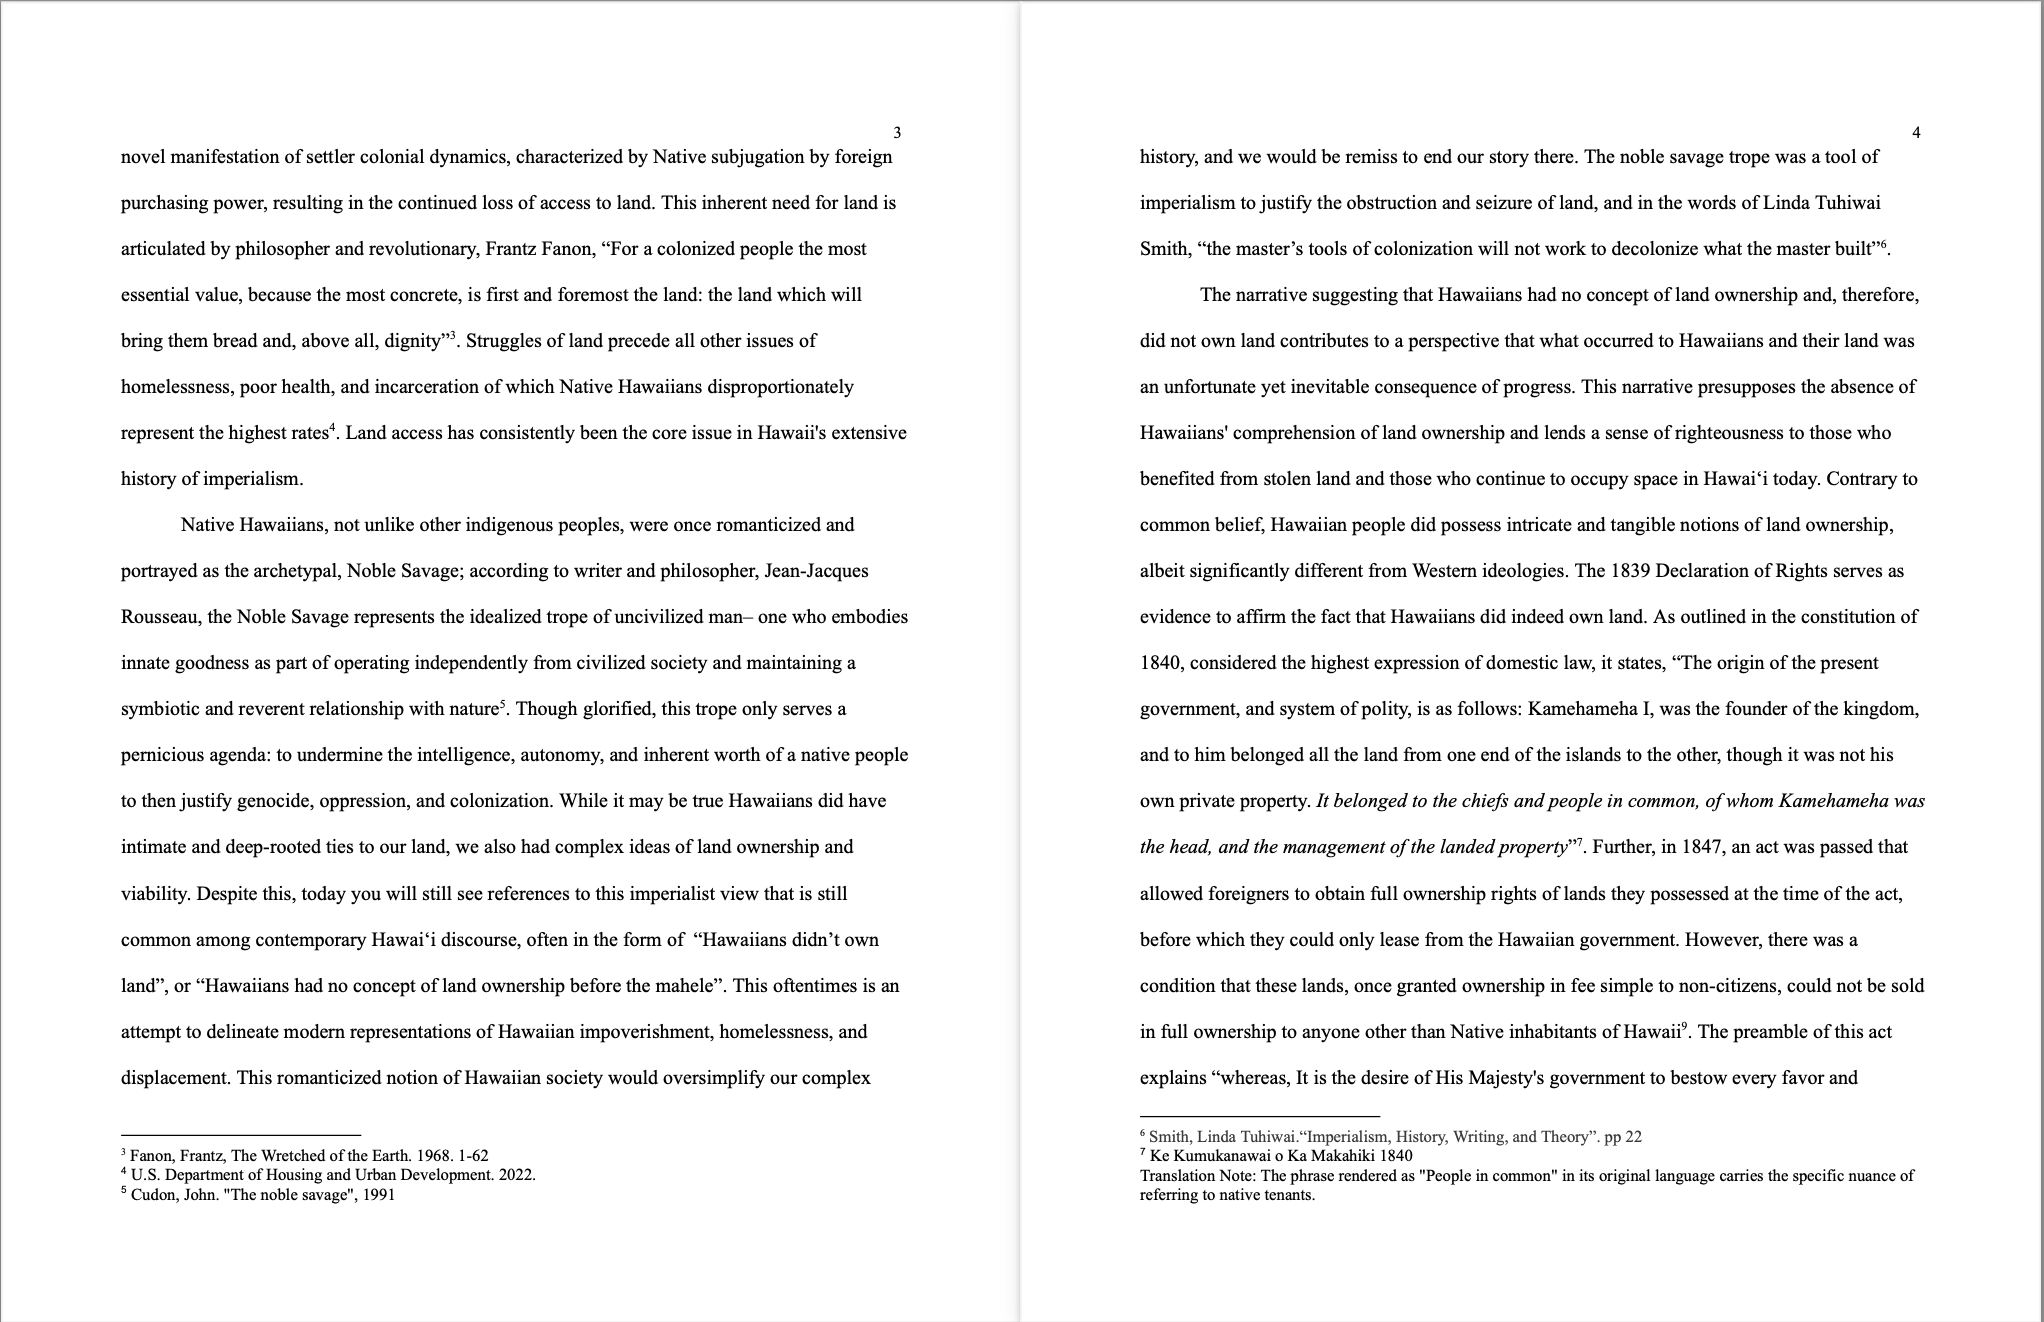 3
novel manifestation of settler colonial dynamics, characterized by Native subjugation by foreign
purchasing power, resulting in the continued loss of access to land. This inherent need for land is
articulated by philosopher and revolutionary, Frantz Fanon, “For a colonized people the most
essential value, because the most concrete, is first and foremost the land: the land which will
bring them bread and, above all, dignity”³. Struggles of land precede all other issues of
homelessness, poor health, and incarceration of which Native Hawaiians disproportionately
represent the highest rates⁴. Land access has consistently been the core issue in Hawaii's extensive
history of imperialism.
Native Hawaiians, not unlike other indigenous peoples, were once romanticized and
portrayed as the archetypal, Noble Savage; according to writer and philosopher, Jean-Jacques
Rousseau, the Noble Savage represents the idealized trope of uncivilized man– one who embodies
innate goodness as part of operating independently from civilized society and maintaining a
symbiotic and reverent relationship with nature⁵. Though glorified, this trope only serves a
pernicious agenda: to undermine the intelligence, autonomy, and inherent worth of a native people
to then justify genocide, oppression, and colonization. While it may be true Hawaiians did have
intimate and deep-rooted ties to our land, we also had complex ideas of land ownership and
viability. Despite this, today you will still see references to this imperialist view that is still
common among contemporary Hawaiʻi discourse, often in the form of “Hawaiians didn’t own
land”, or “Hawaiians had no concept of land ownership before the mahele”. This oftentimes is an
attempt to delineate modern representations of Hawaiian impoverishment, homelessness, and
displacement. This romanticized notion of Hawaiian society would oversimplify our complex
³ Fanon, Frantz, The Wretched of the Earth. 1968. 1-62
⁴ U.S. Department of Housing and Urban Development. 2022.
⁵ Cudon, John. "The noble savage", 1991
4
history, and we would be remiss to end our story there. The noble savage trope was a tool of
imperialism to justify the obstruction and seizure of land, and in the words of Linda Tuhiwai
Smith, “the master’s tools of colonization will not work to decolonize what the master built”⁶.
The narrative suggesting that Hawaiians had no concept of land ownership and, therefore,
did not own land contributes to a perspective that what occurred to Hawaiians and their land was
an unfortunate yet inevitable consequence of progress. This narrative presupposes the absence of
Hawaiians' comprehension of land ownership and lends a sense of righteousness to those who
benefited from stolen land and those who continue to occupy space in Hawaiʻi today. Contrary to
common belief, Hawaiian people did possess intricate and tangible notions of land ownership,
albeit significantly different from Western ideologies. The 1839 Declaration of Rights serves as
evidence to affirm the fact that Hawaiians did indeed own land. As outlined in the constitution of
1840, considered the highest expression of domestic law, it states, “The origin of the present
government, and system of polity, is as follows: Kamehameha I, was the founder of the kingdom,
and to him belonged all the land from one end of the islands to the other, though it was not his
own private property. It belonged to the chiefs and people in common, of whom Kamehameha was
the head, and the management of the landed property”⁷. Further, in 1847, an act was passed that
allowed foreigners to obtain full ownership rights of lands they possessed at the time of the act,
before which they could only lease from the Hawaiian government. However, there was a
condition that these lands, once granted ownership in fee simple to non-citizens, could not be sold
in full ownership to anyone other than Native inhabitants of Hawaii⁹. The preamble of this act
explains “whereas, It is the desire of His Majesty's government to bestow every favor and
⁶ Smith, Linda Tuhiwai.“Imperialism, History, Writing, and Theory”. pp 22
⁷ Ke Kumukanawai o Ka Makahiki 1840
Translation Note: The phrase rendered as "People in common" in its original language carries the specific nuance of
referring to native tenants.